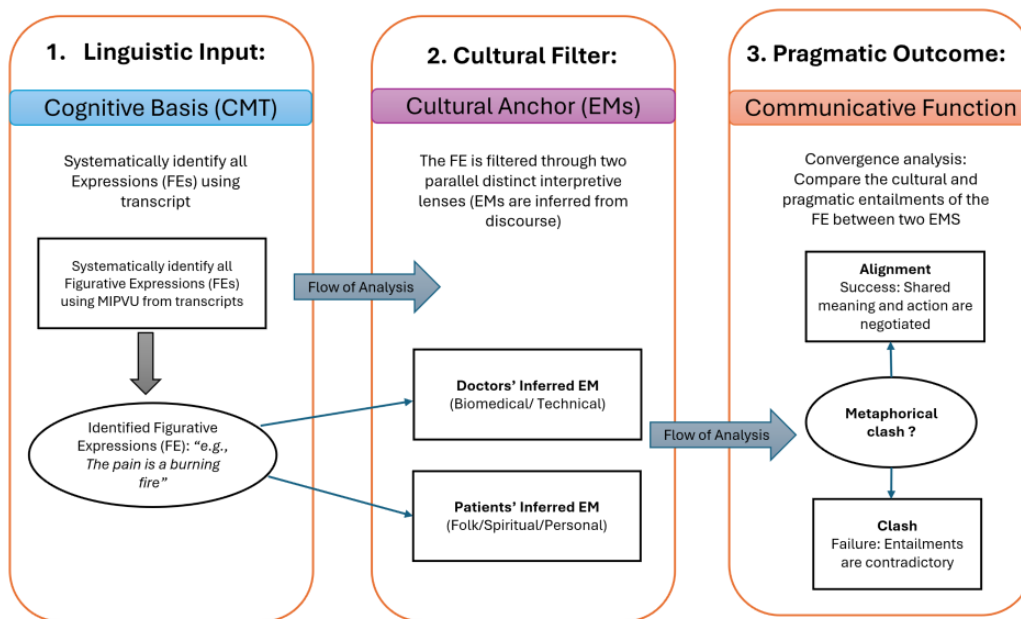 1. Linguistic Input:
Cognitive Basis (CMT)
Systematically identify all
Expressions (FEs) using
transcript
Systematically identify all
Figurative Expressions (FEs)
using MIPVU from transcripts
Identified Figurative
Expressions (FE): “e.g.,
The pain is a burning
fire”
Flow of Analysis
2. Cultural Filter:
Cultural Anchor (EMs)
The FE is filtered through two
parallel distinct interpretive
lenses (EMs are inferred from
discourse)
Doctors’ Inferred EM
(Biomedical/ Technical)
Patients’ Inferred EM
(Folk/Spiritual/Personal)
Flow of Analysis
3. Pragmatic Outcome:
Communicative Function
Convergence analysis:
Compare the cultural and
pragmatic entailments of the
FE between two EMS
Alignment
Success: Shared
meaning and action are
negotiated
Metaphorical
clash ?
Clash
Failure: Entailments
are contradictory